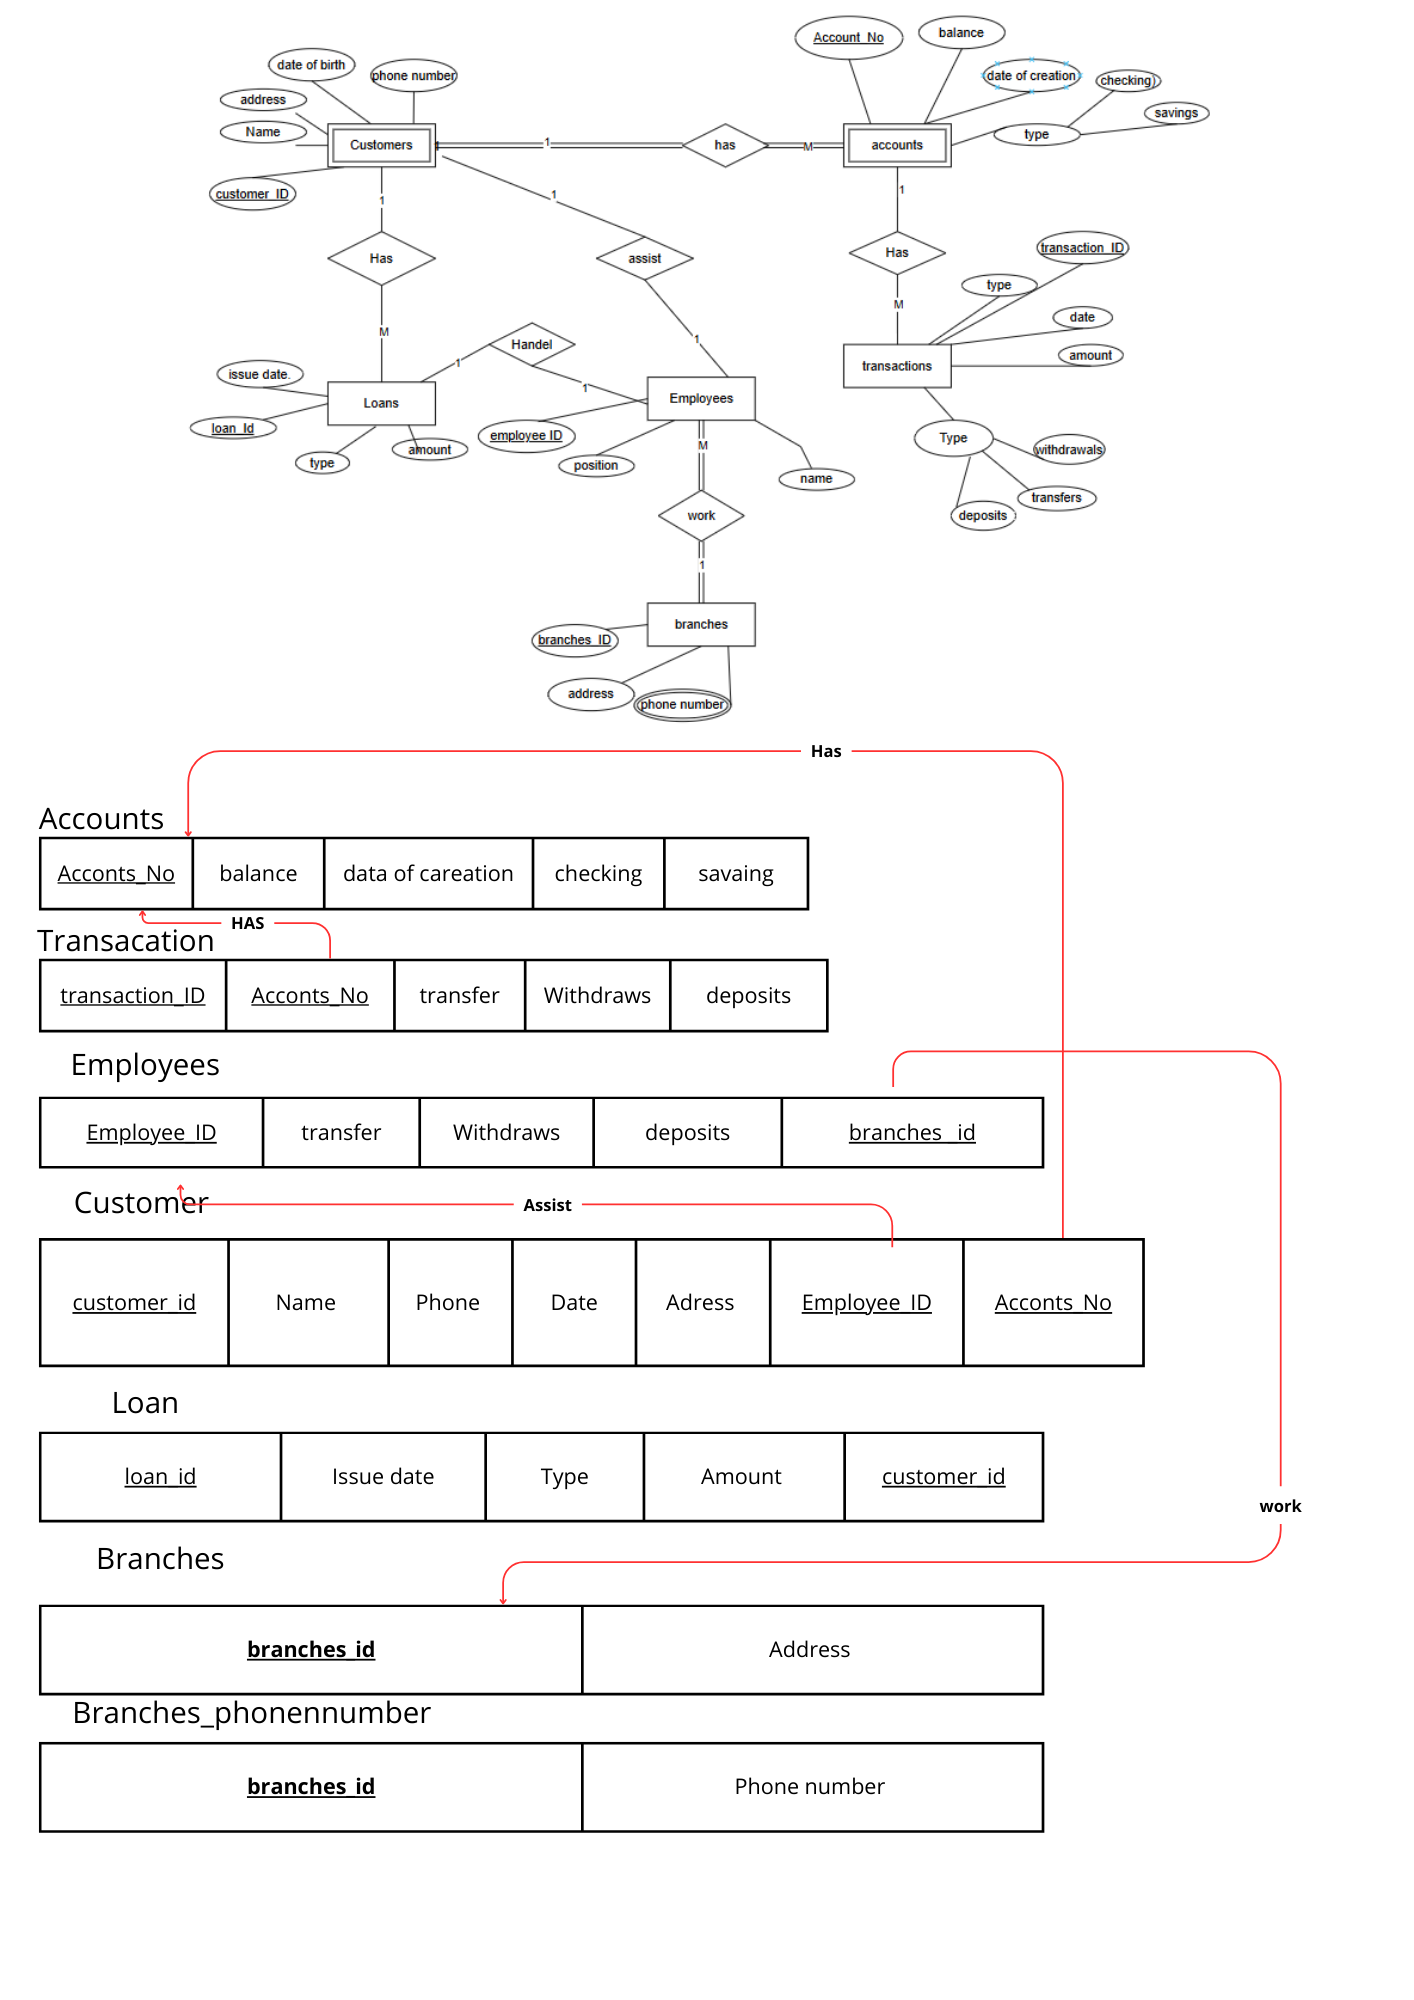 Account_No
balance
date of birth
phone number
date of creation
checking)
address
savings
Name
type
Customers
1
has
M
accounts
customer_ID
1
1
1
Has
assist
Has
transaction_ID
type
M
date
M
1
Handel
1
amount
issue date.
1
transactions
Loans
Employees
loan_Id
employee ID
M
Type
type
amount
position
name
withdrawals
transfers
work
deposits
1
branches
branches_ID
address
phone number
Has
Accounts
Acconts_No
balance
data of careation
checking
savaing
HAS
Transacation
transaction_ID
Acconts_No
transfer
Withdraws
deposits
Employees
Employee_ID
transfer
Withdraws
deposits
branches_id
Customer
Assist
customer_id
Name
Phone
Date
Adress
Employee_ID
Acconts_No
Loan
loan_id
Issue date
Type
Amount
customer_id
work
Branches
branches_id
Address
Branches_phonennumber
branches_id
Phone number